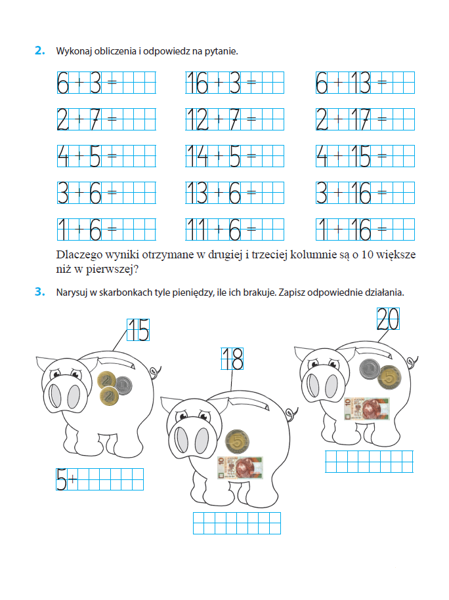 2. Wykonaj obliczenia i odpowiedz na pytanie.
6 + 3 = 16 + 3 = 6 + 13 =
2 + 7 = 12 + 7 = 2 + 17 =
4 + 5 = 14 + 5 = 4 + 15 =
3 + 6 = 13 + 6 = 3 + 16 =
1 + 6 = 11 + 6 = 1 + 16 =
Dlaczego wyniki otrzymane w drugiej i trzeciej kolumnie są o 10 większe
niż w pierwszej?
3. Narysuj w skarbonkach tyle pieniędzy, ile ich brakuje. Zapisz odpowiednie działania.
15
18
20
5+